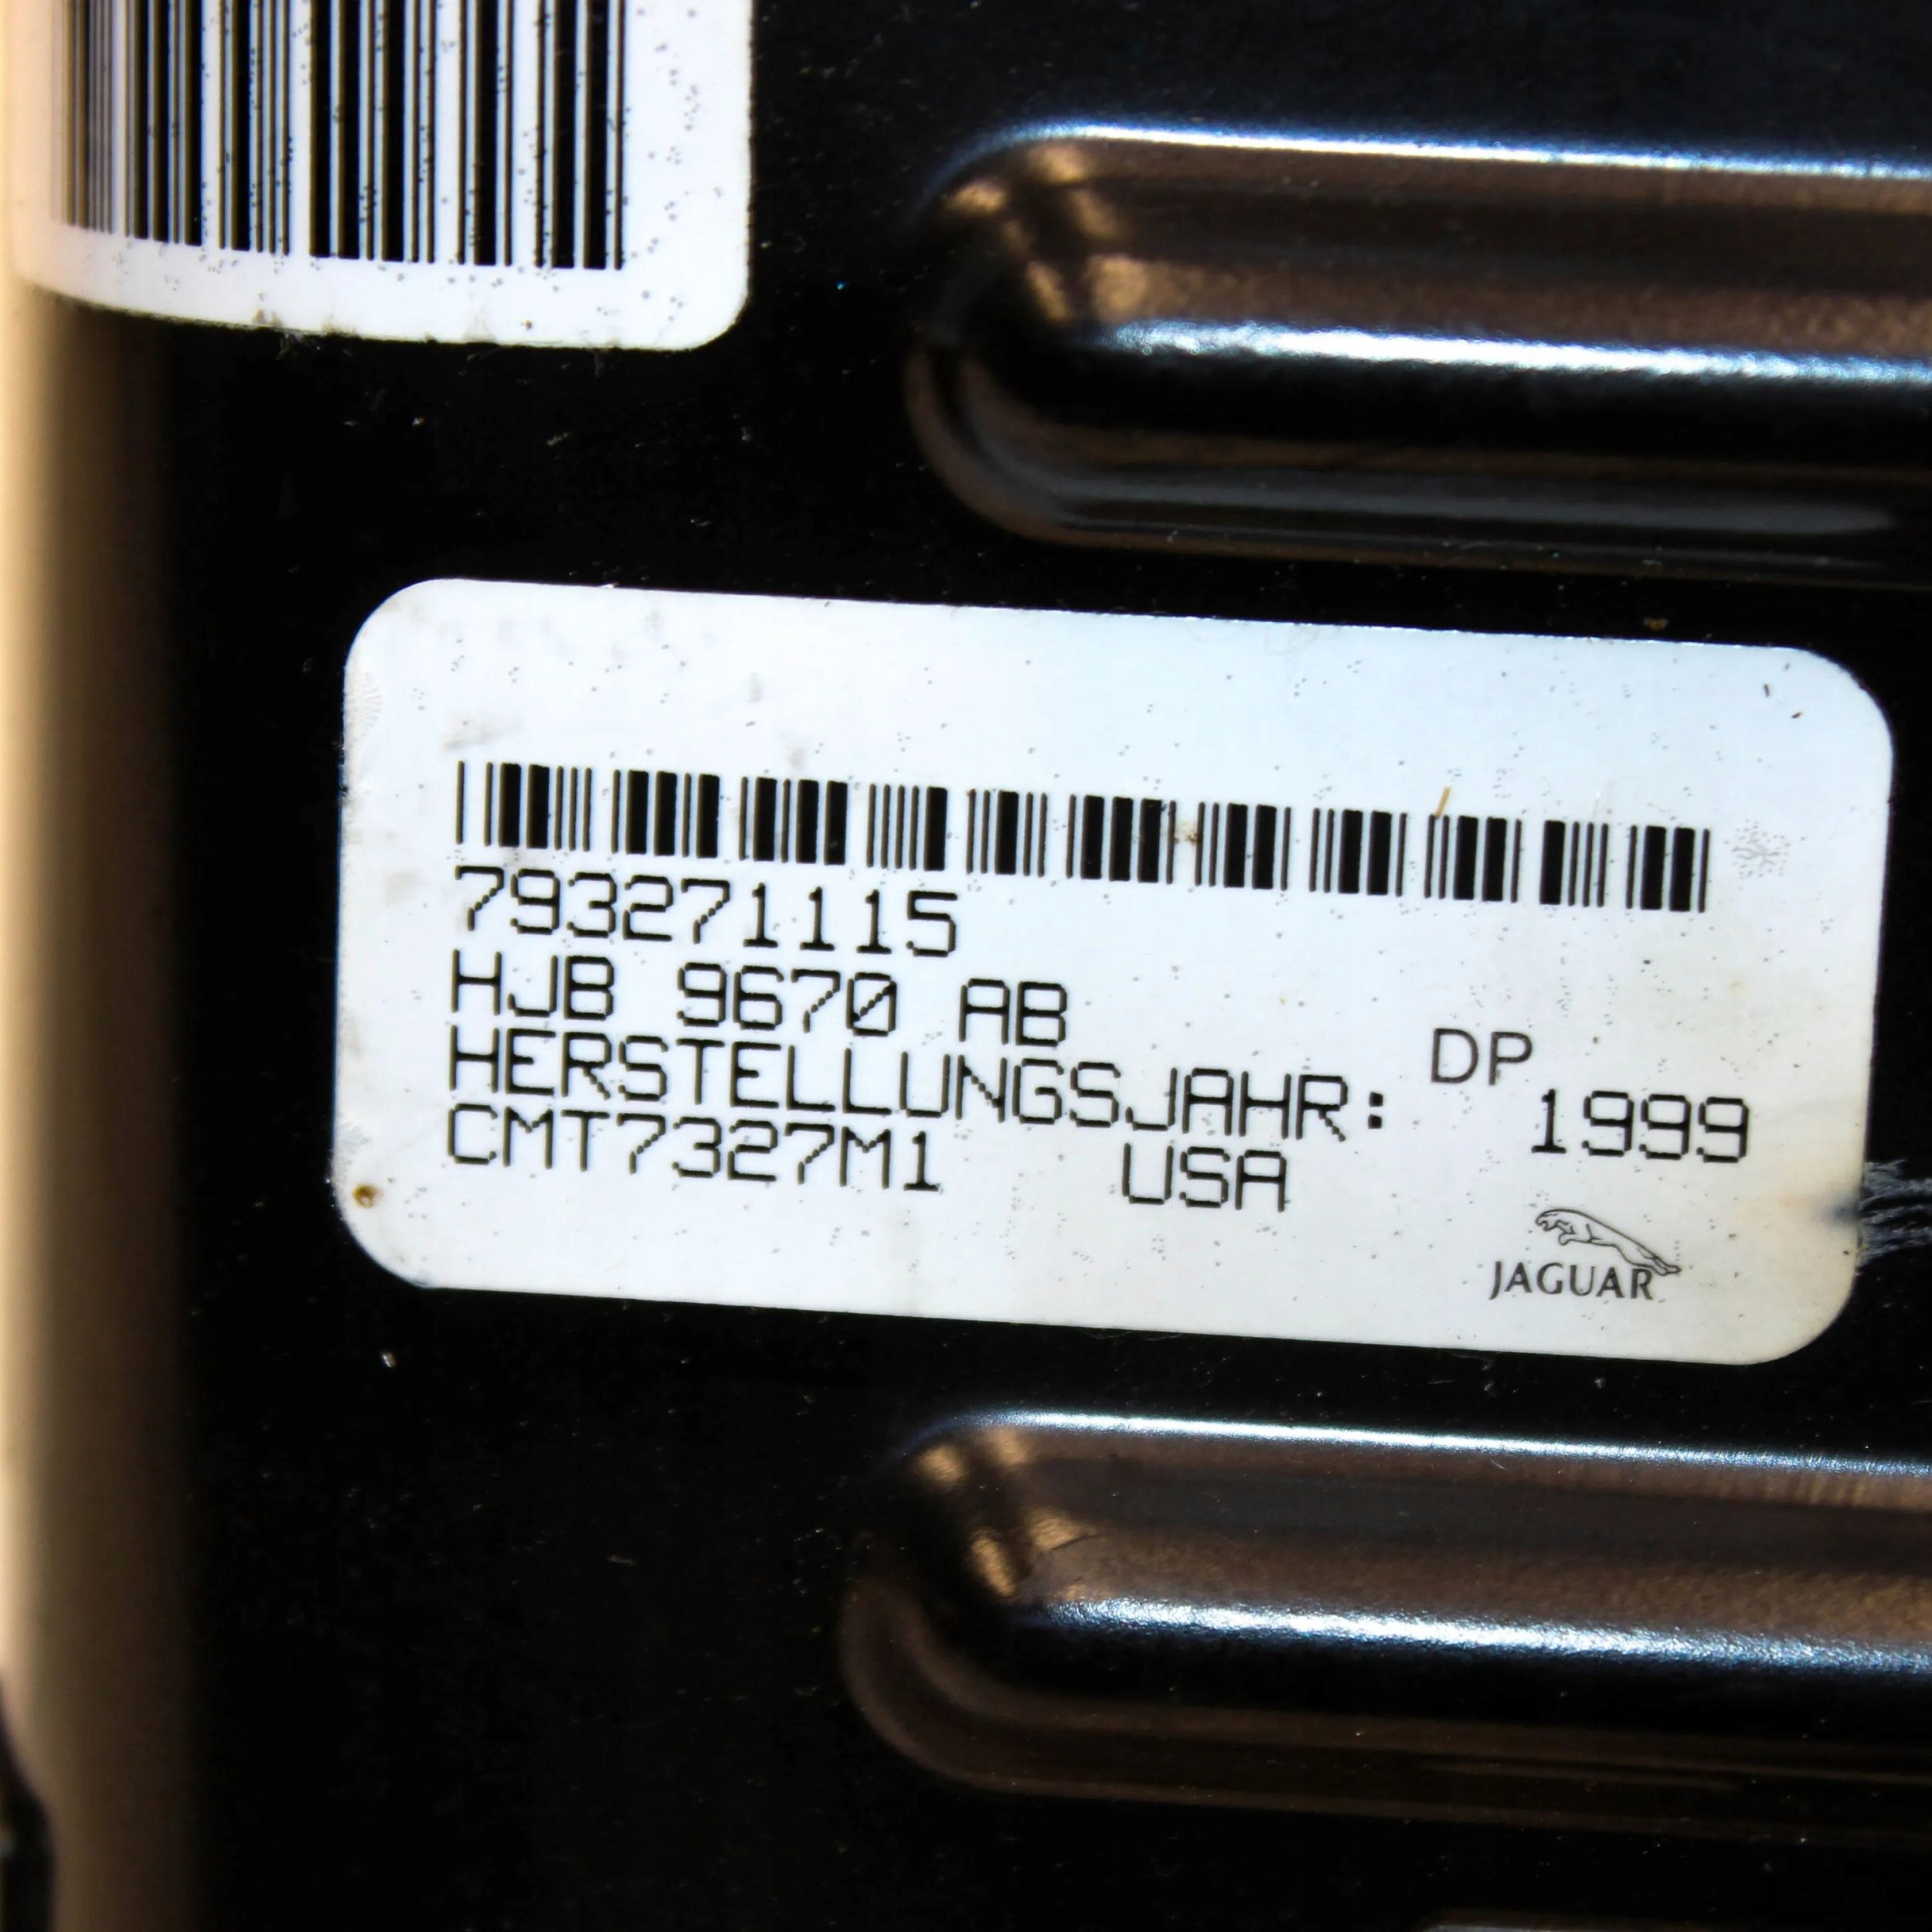 793271115
HJB 9670 AB
HERSTELLUNGSJAHR: DP 1999
CMT7327M1 USA
JAGUAR